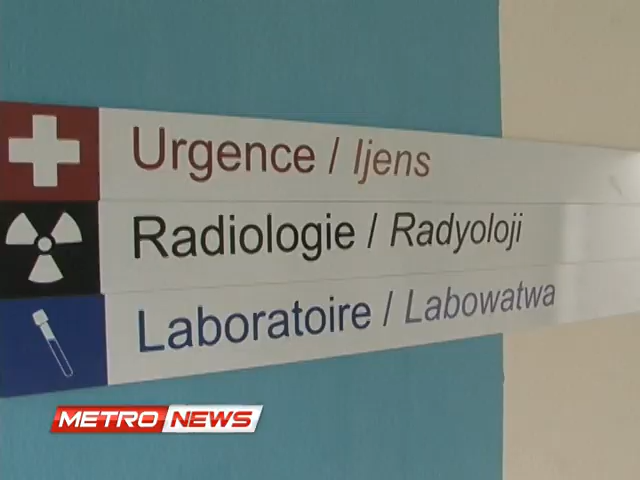 Urgence / Ijens
Radiologie / Radyoloji
Laboratoire / Labowatwa
METRO NEWS